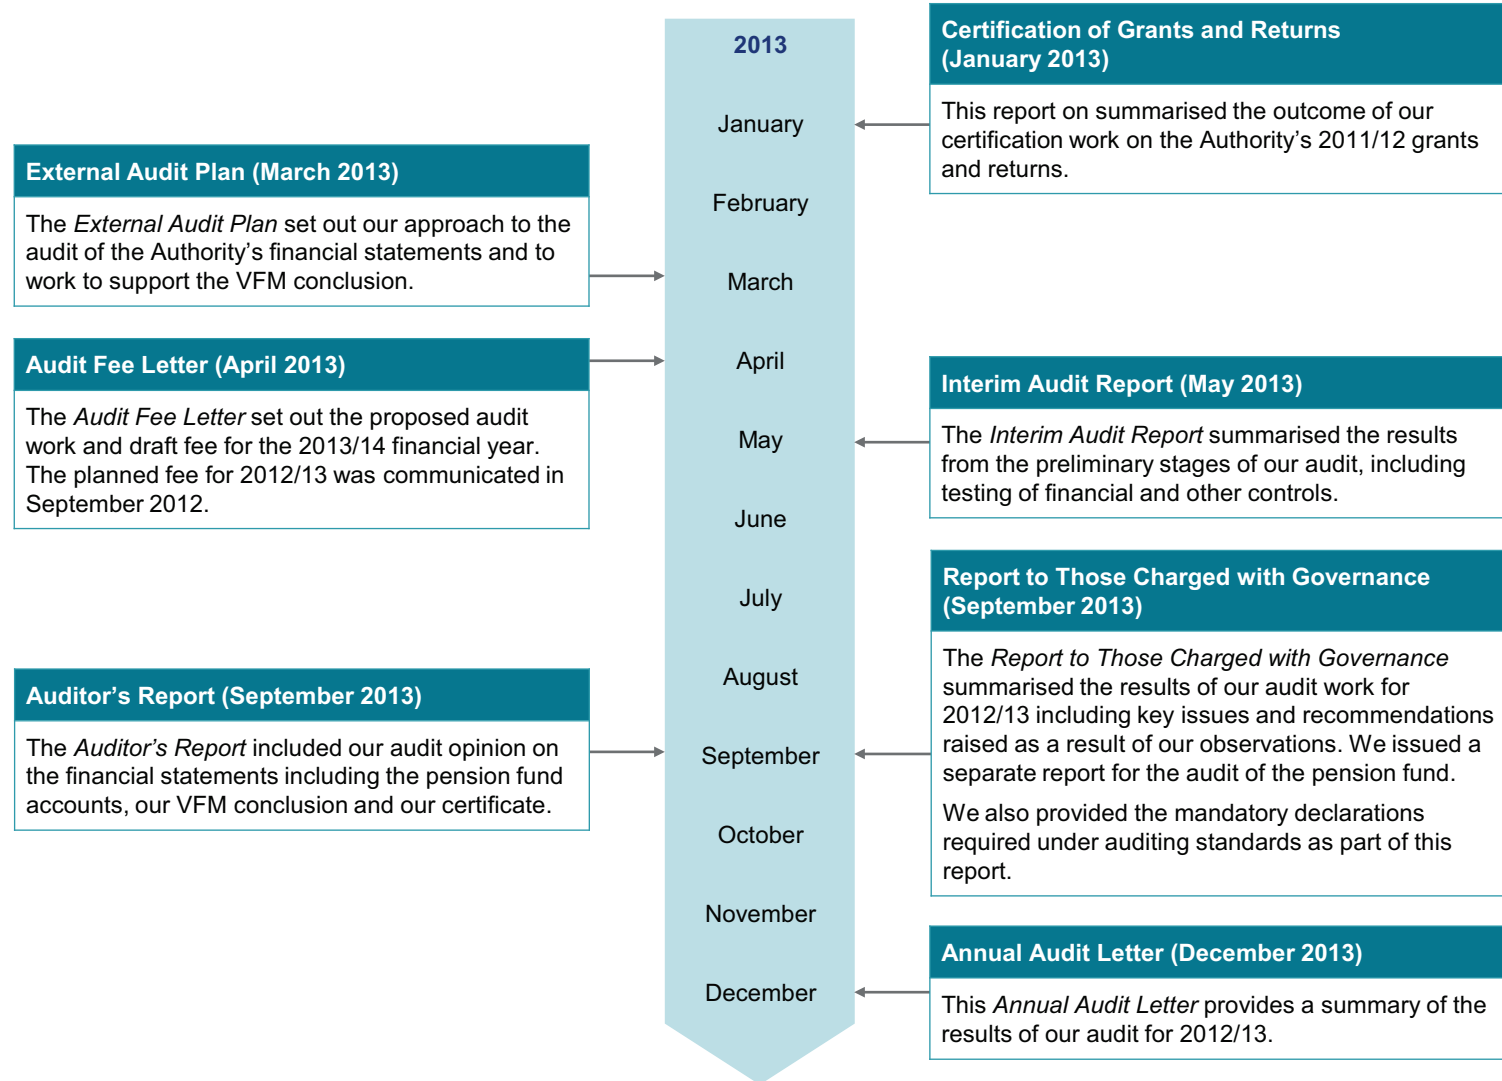 2013
January
February
March
April
May
June
July
August
September
October
November
December
External Audit Plan (March 2013)
The External Audit Plan set out our approach to the
audit of the Authority’s financial statements and to
work to support the VFM conclusion.
Audit Fee Letter (April 2013)
The Audit Fee Letter set out the proposed audit
work and draft fee for the 2013/14 financial year.
The planned fee for 2012/13 was communicated in
September 2012.
Auditor’s Report (September 2013)
The Auditor’s Report included our audit opinion on
the financial statements including the pension fund
accounts, our VFM conclusion and our certificate.
Certification of Grants and Returns
(January 2013)
This report on summarised the outcome of our
certification work on the Authority’s 2011/12 grants
and returns.
Interim Audit Report (May 2013)
The Interim Audit Report summarised the results
from the preliminary stages of our audit, including
testing of financial and other controls.
Report to Those Charged with Governance
(September 2013)
The Report to Those Charged with Governance
summarised the results of our audit work for
2012/13 including key issues and recommendations
raised as a result of our observations. We issued a
separate report for the audit of the pension fund.
We also provided the mandatory declarations
required under auditing standards as part of this
report.
Annual Audit Letter (December 2013)
This Annual Audit Letter provides a summary of the
results of our audit for 2012/13.